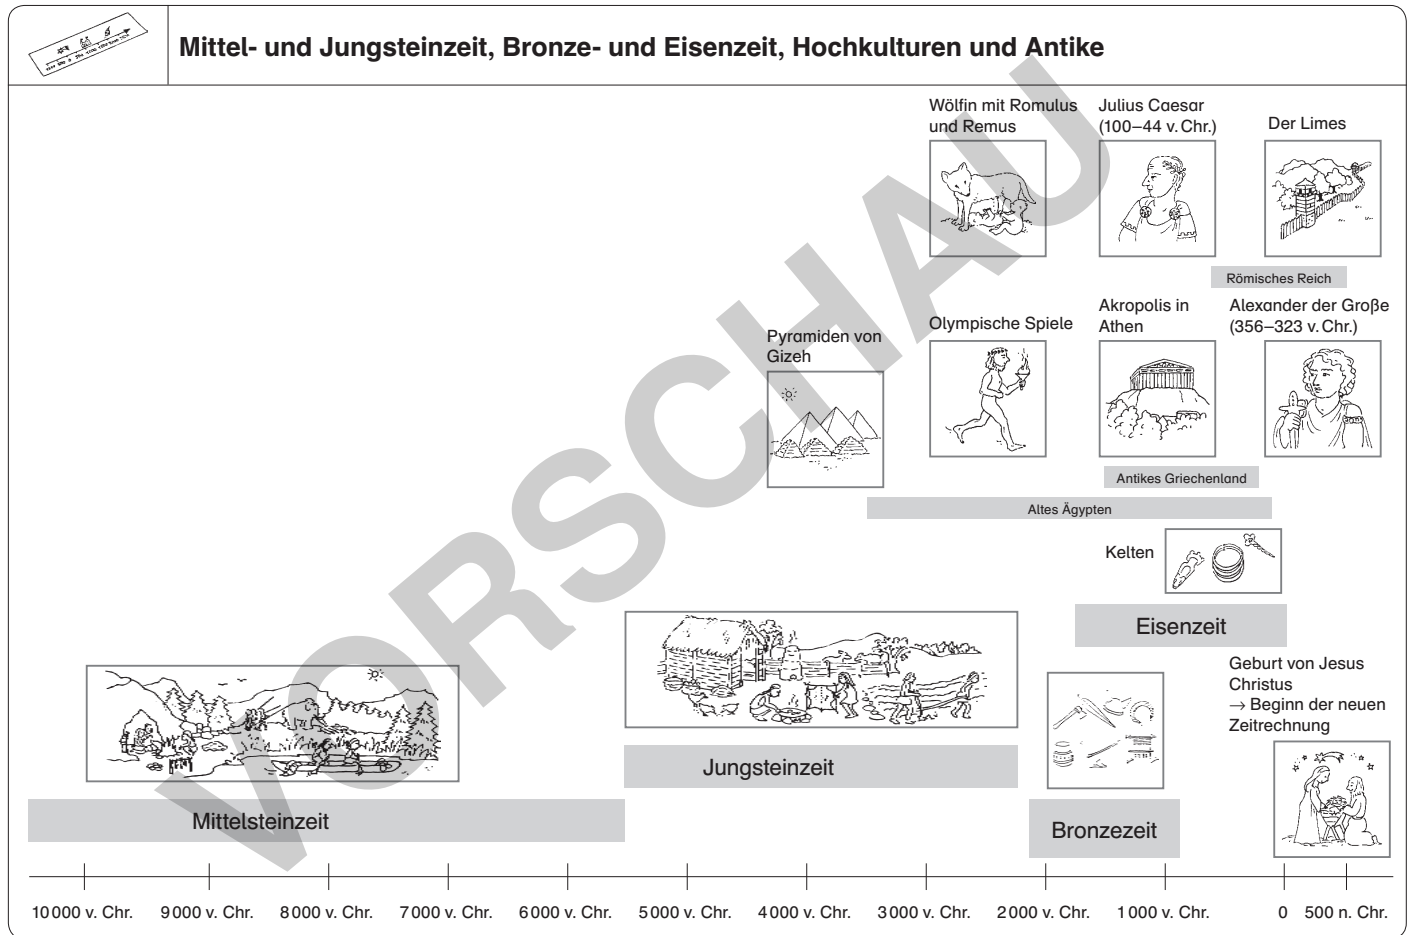 Mittel- und Jungsteinzeit, Bronze- und Eisenzeit, Hochkulturen und Antike
Wölfin mit Romulus
und Remus
Julius Caesar
(100–44 v. Chr.)
Der Limes
Römisches Reich
Pyramiden von
Gizeh
Olympische Spiele
Akropolis in
Athen
Alexander der Große
(356–323 v. Chr.)
Antikes Griechenland
Altes Ägypten
Kelten
Eisenzeit
Geburt von Jesus
Christus
→ Beginn der neuen
Zeitrechnung
Jungsteinzeit
Mittelsteinzeit
Bronzezeit
10 000 v. Chr. 9 000 v. Chr. 8 000 v. Chr. 7 000 v. Chr. 6 000 v. Chr. 5 000 v. Chr. 4 000 v. Chr. 3 000 v. Chr. 2 000 v. Chr. 1 000 v. Chr. 0 500 n. Chr.
VORSCHAU